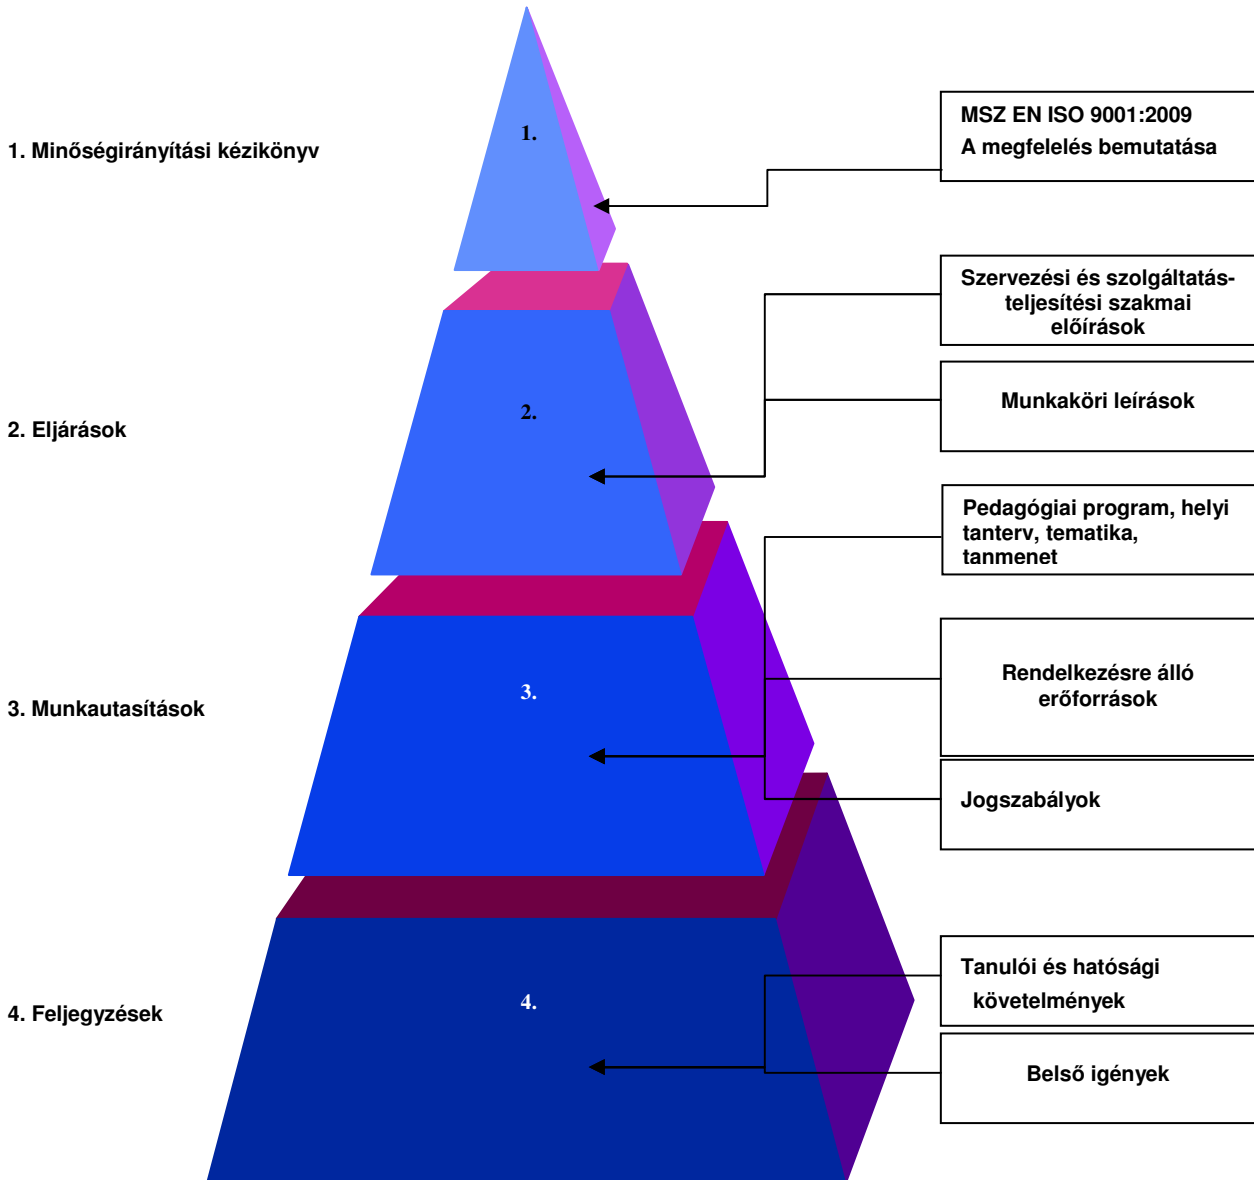 1. Minőségirányítási kézikönyv
1.
MSZ EN ISO 9001:2009
A megfelelés bemutatása
Szervezési és szolgáltatás-
teljesítési szakmai
előírások
2. Eljárások
2.
Munkaköri leírások
Pedagógiai program, helyi
tanterv, tematika,
tanmenet
3. Munkautasítások
3.
Rendelkezésre álló
erőforrások
Jogszabályok
4. Feljegyzések
4.
Tanulói és hatósági
követelmények
Belső igények